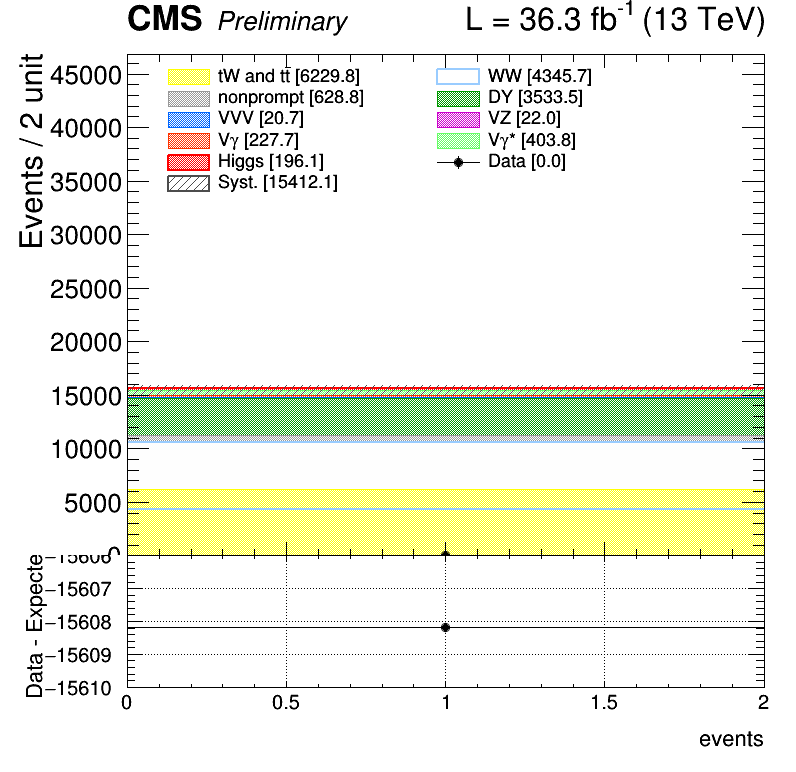 CMS Preliminary L = 36.3 fb⁻¹ (13 TeV)
Events / 2 unit
45000
40000
35000
30000
25000
20000
15000
10000
5000
0
tW and tt̄ [6229.8]
WW [4345.7]
nonprompt [628.8]
DY [3533.5]
VVV [20.7]
VZ [22.0]
Vγ [227.7]
Vγ* [403.8]
Higgs [196.1]
Data [0.0]
Syst. [15412.1]
Data - Expecte
−15606
−15607
−15608
−15609
−15610
0 0.5 1 1.5 2
events